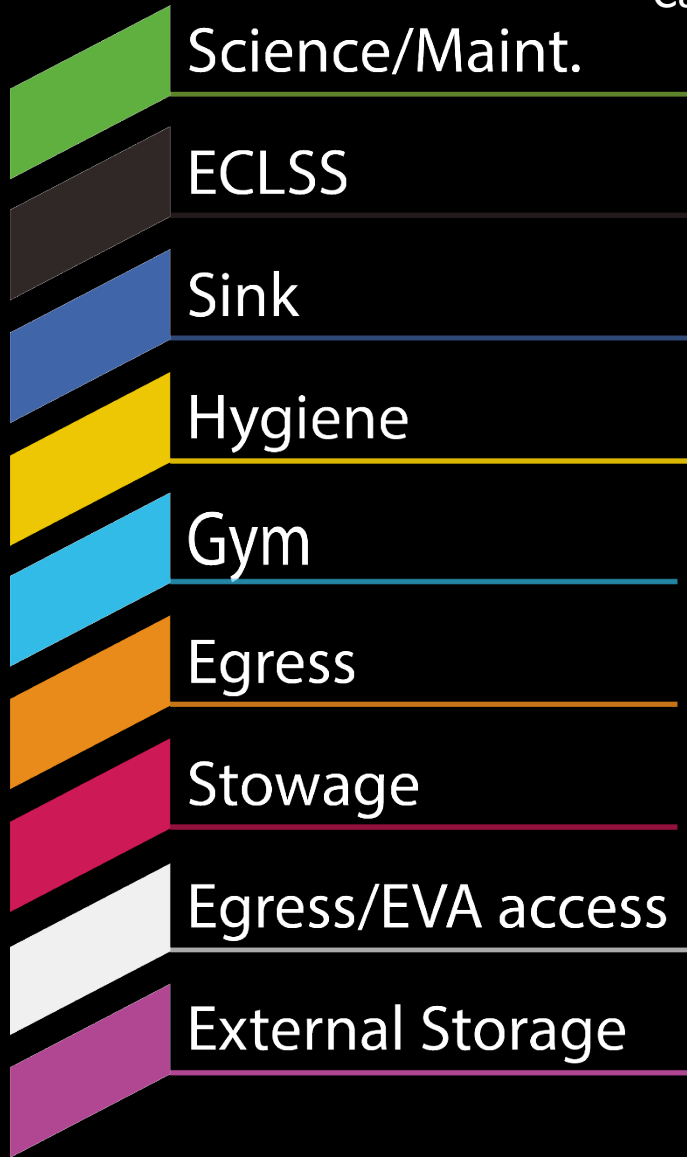 Science/Maint.
ECLSS
Sink
Hygiene
Gym
Egress
Stowage
Egress/EVA access
External Storage